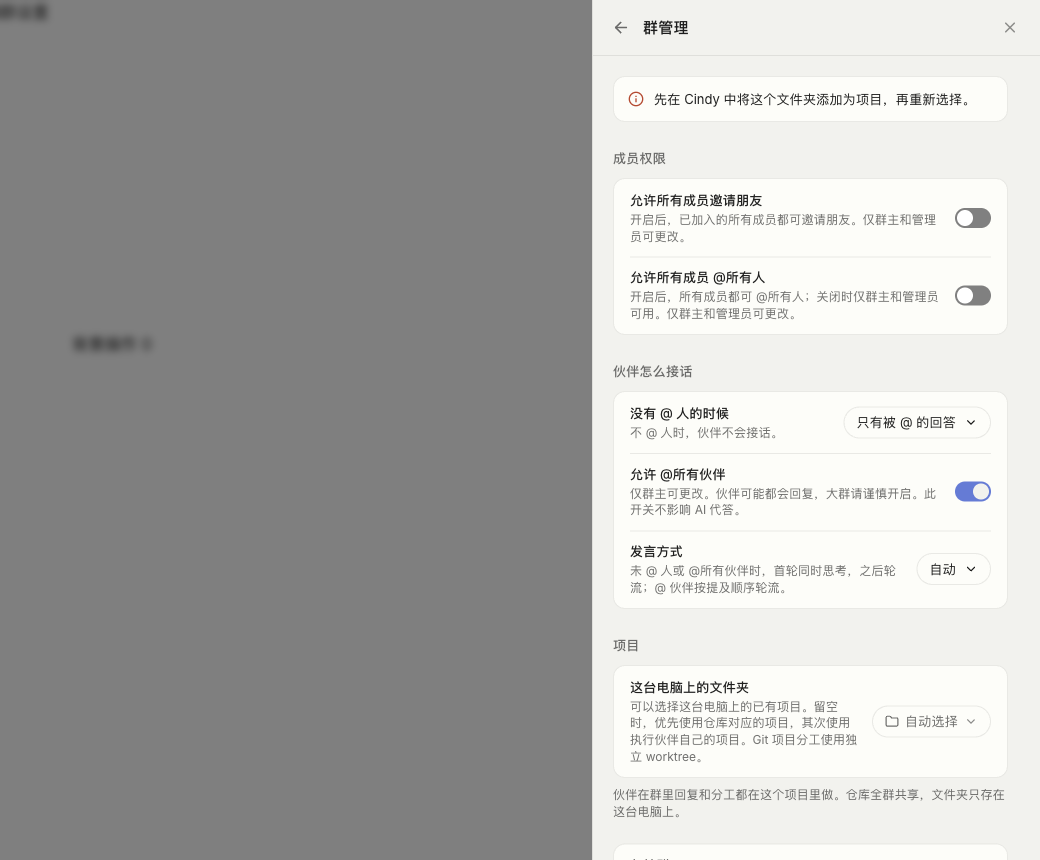 群管理
先在 Cindy 中将这个文件夹添加为项目，再重新选择。
成员权限
允许所有成员邀请朋友
开启后，已加入的所有成员都可邀请朋友。仅群主和管理
员可更改。
允许所有成员 @所有人
开启后，所有成员都可 @所有人；关闭时仅群主和管理员
可用。仅群主和管理员可更改。
伙伴怎么接话
没有 @ 人的时候
不 @ 人时，伙伴不会接话。
只有被 @ 的回答
允许 @所有伙伴
仅群主可更改。伙伴可能都会回复，大群请谨慎开启。此
开关不影响 AI 代答。
发言方式
未 @ 人或 @所有伙伴时，首轮同时思考，之后轮
流；@ 伙伴按提及顺序轮流。
自动
项目
这台电脑上的文件夹
可以选择这台电脑上的已有项目。留空
时，优先使用仓库对应的项目，其次使用
执行伙伴自己的项目。Git 项目分工使用独
立 worktree。
自动选择
伙伴在群里回复和分工都在这个项目里做。仓库全群共享，文件夹只存在
这台电脑上。